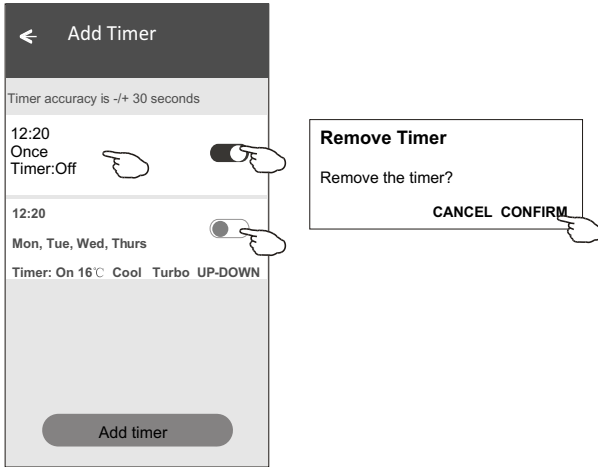 Add Timer
Timer accuracy is -/+ 30 seconds
12:20
Once
Timer:Off
12:20
Mon, Tue, Wed, Thurs
Timer: On 16℃ Cool Turbo UP-DOWN
Add timer
Remove Timer
Remove the timer?
CANCEL CONFIRM